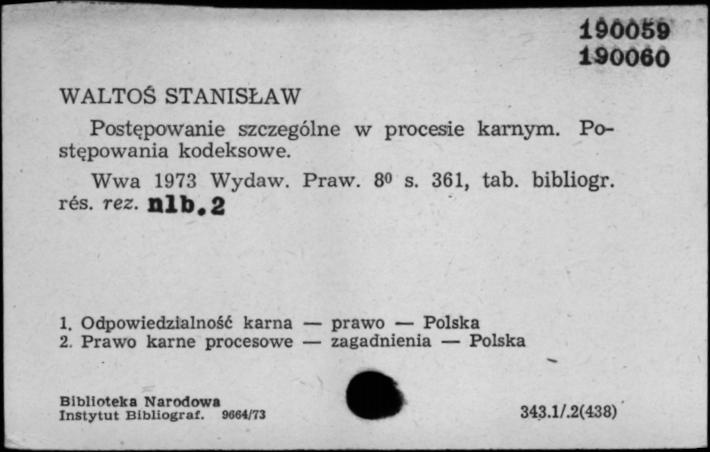 190059
190060
WALTOŚ STANISŁAW
Postępowanie szczególne w procesie karnym. Po-
stępowania kodeksowe.
Wwa 1973 Wydaw. Praw. 8⁰ s. 361, tab. bibliogr.
rés. rez. nlb.2
1. Odpowiedzialność karna — prawo — Polska
2. Prawo karne procesowe — zagadnienia — Polska
Biblioteka Narodowa
Instytut Bibliograf. 9664/73
343.1/.2(438)